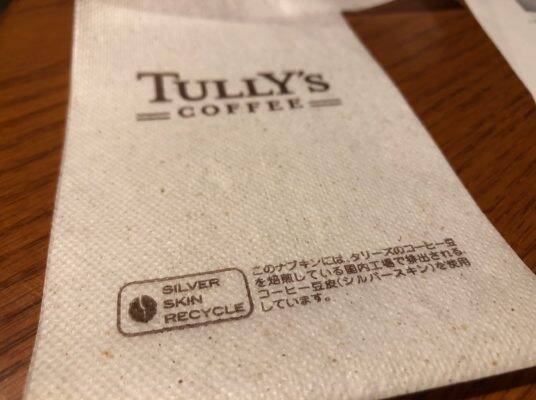 TULLY'S
COFFEE
SILVER
SKIN
RECYCLE
このナプキンには、タリーズのコーヒー豆
を焙煎している国内工場で排出される、
コーヒー豆皮(シルバースキン)を使用
しています。